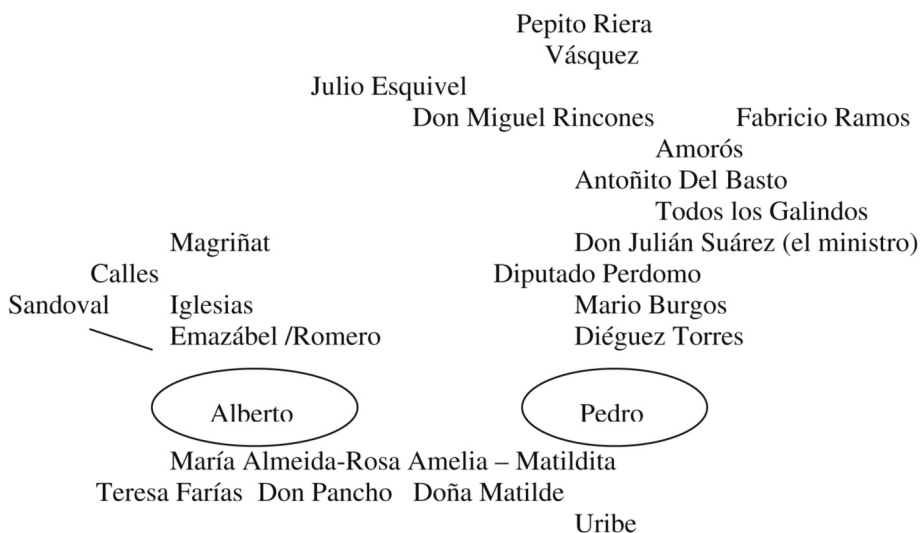 Pepito Riera
Vásquez
Julio Esquivel
Don Miguel Rincones Fabricio Ramos
Amorós
Antoñito Del Basto
Todos los Galindos
Magriñat Don Julián Suárez (el ministro)
Calles Diputado Perdomo
Sandoval Iglesias Mario Burgos
Emazábel /Romero Diéguez Torres
Alberto Pedro
María Almeida-Rosa Amelia – Matildita
Teresa Farías Don Pancho Doña Matilde
Uribe